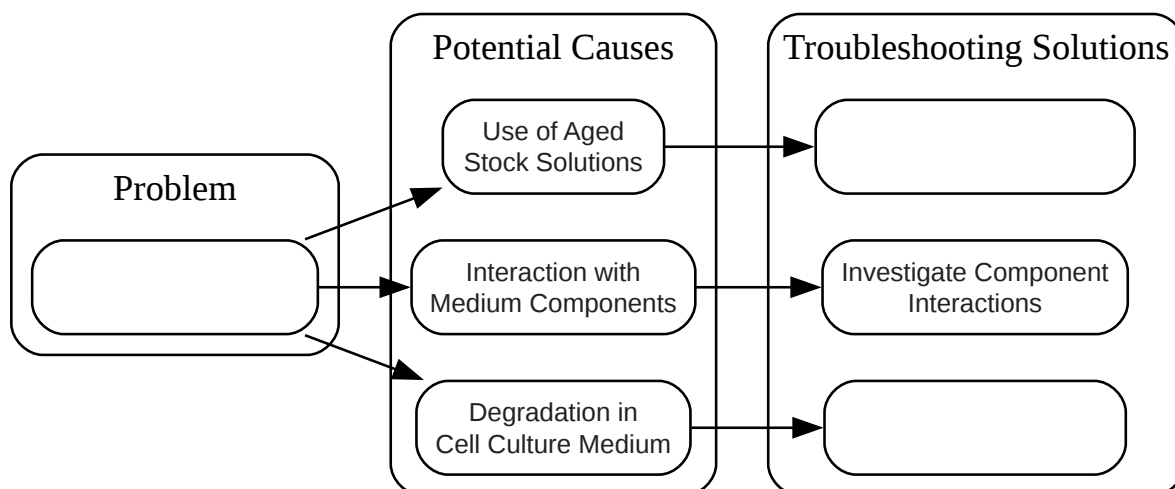 Potential Causes
Troubleshooting Solutions
Problem
Use of Aged
Stock Solutions
Interaction with
Medium Components
Investigate Component
Interactions
Degradation in
Cell Culture Medium